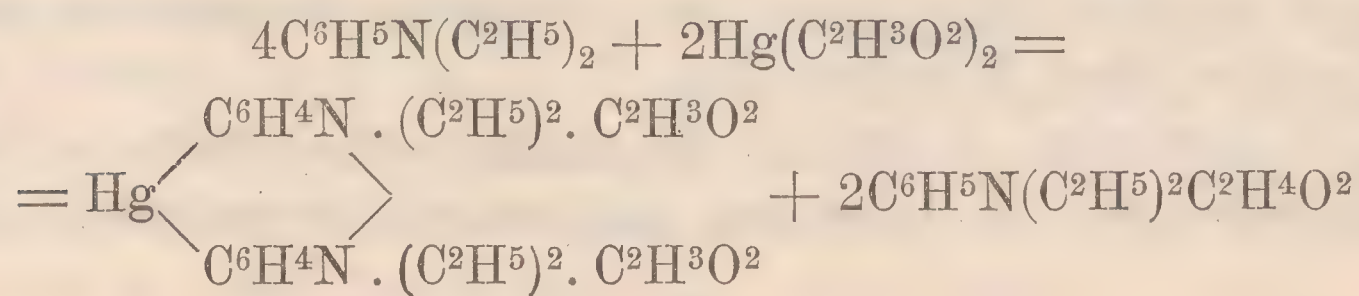 4C⁶H⁵N(C²H⁵)₂ + 2Hg(C²H³O²)₂ =
C⁶H⁴N . (C²H⁵)². C²H³O²
= Hg + 2C⁶H⁵N(C²H⁵)²C²H⁴O²
C⁶H⁴N . (C²H⁵)². C²H³O²